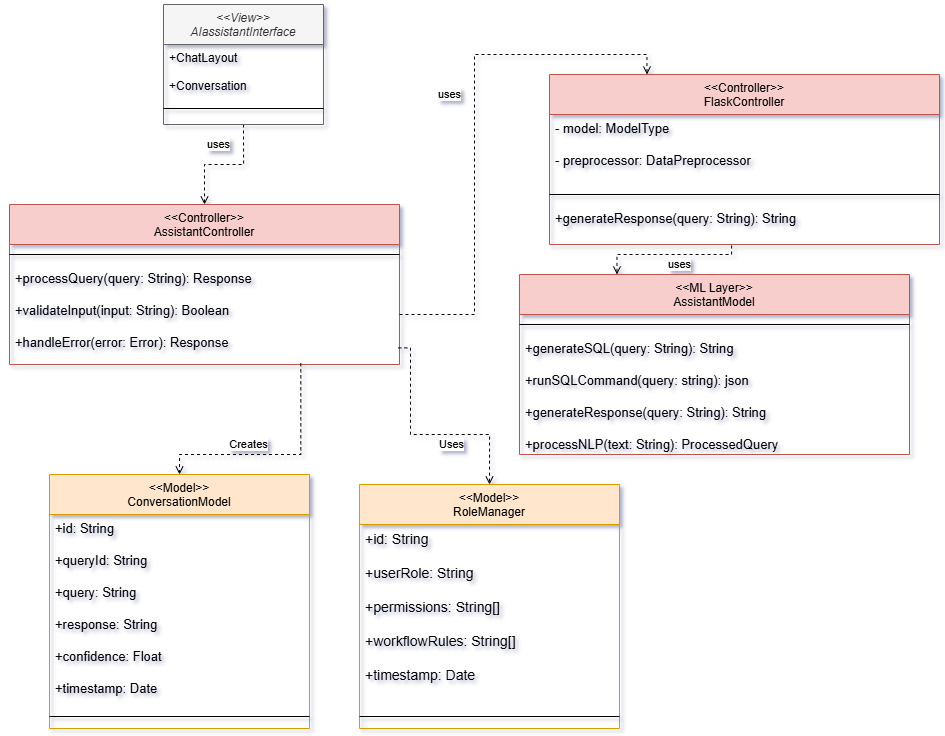 <<View>>
AIassistantInterface
+ChatLayout
+Conversation
uses
<<Controller>>
AssistantController
+processQuery(query: String): Response
+validateInput(input: String): Boolean
+handleError(error: Error): Response
uses
<<Controller>>
FlaskController
- model: ModelType
- preprocessor: DataPreprocessor
+generateResponse(query: String): String
uses
<<ML Layer>>
AssistantModel
+generateSQL(query: String): String
+runSQLCommand(query: string): json
+generateResponse(query: String): String
+processNLP(text: String): ProcessedQuery
Creates
<<Model>>
ConversationModel
+id: String
+queryId: String
+query: String
+response: String
+confidence: Float
+timestamp: Date
Uses
<<Model>>
RoleManager
+id: String
+userRole: String
+permissions: String[]
+workflowRules: String[]
+timestamp: Date